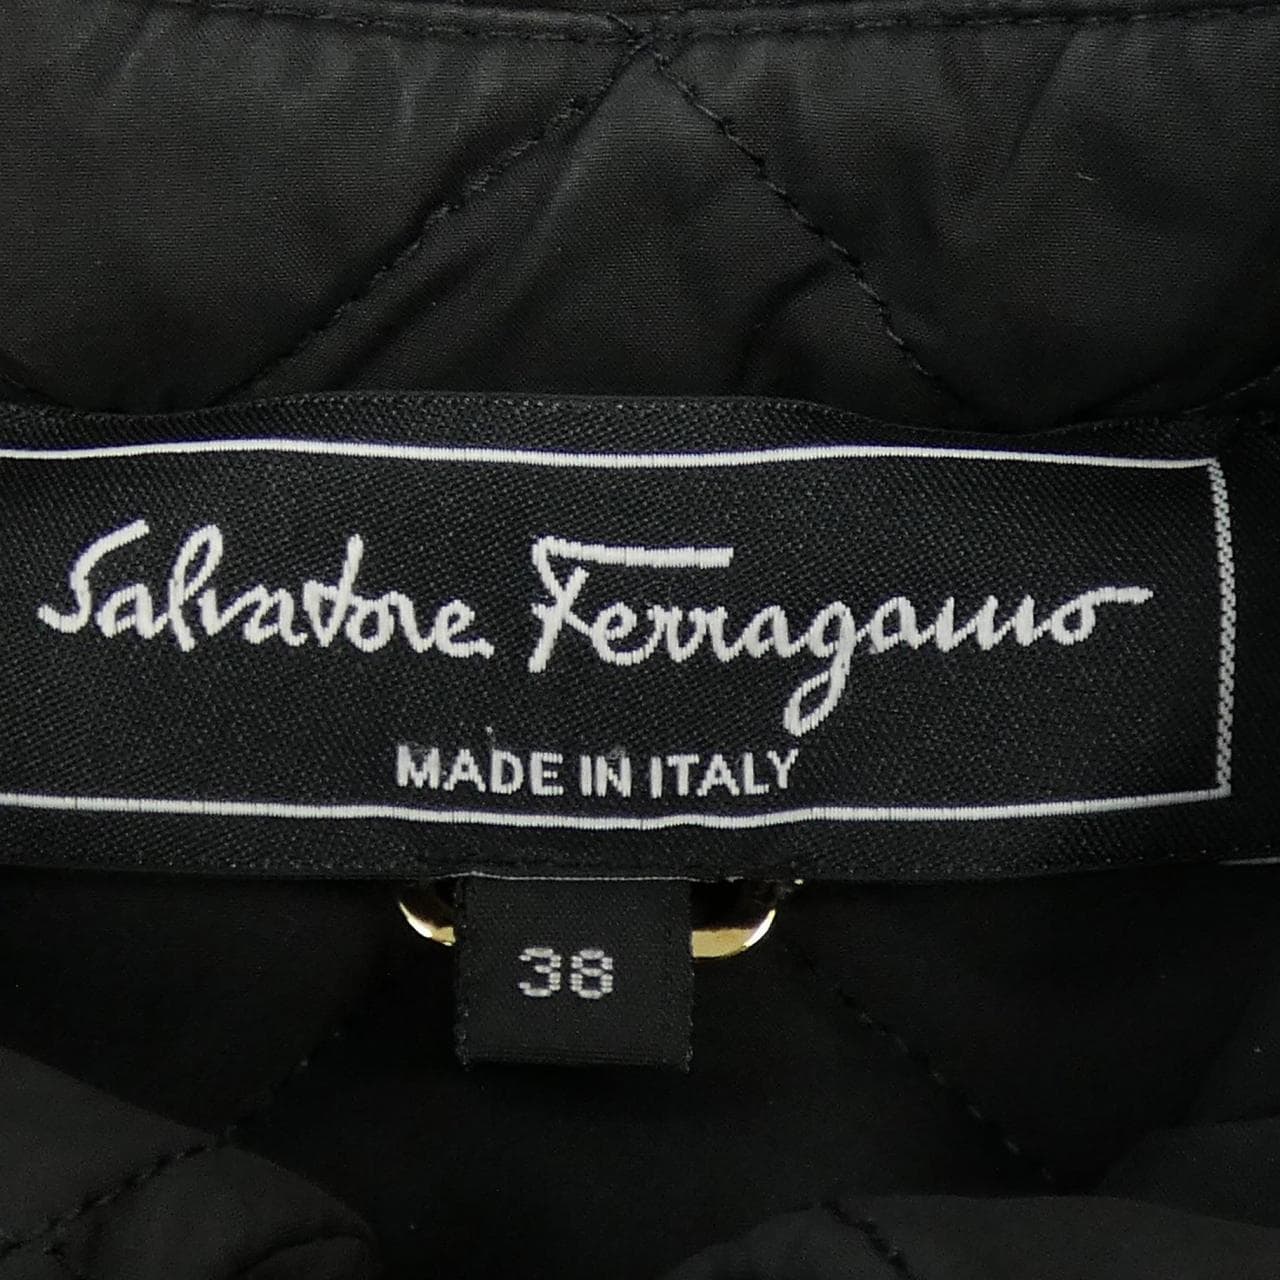 Salvatore Ferragamo
MADE IN ITALY
38